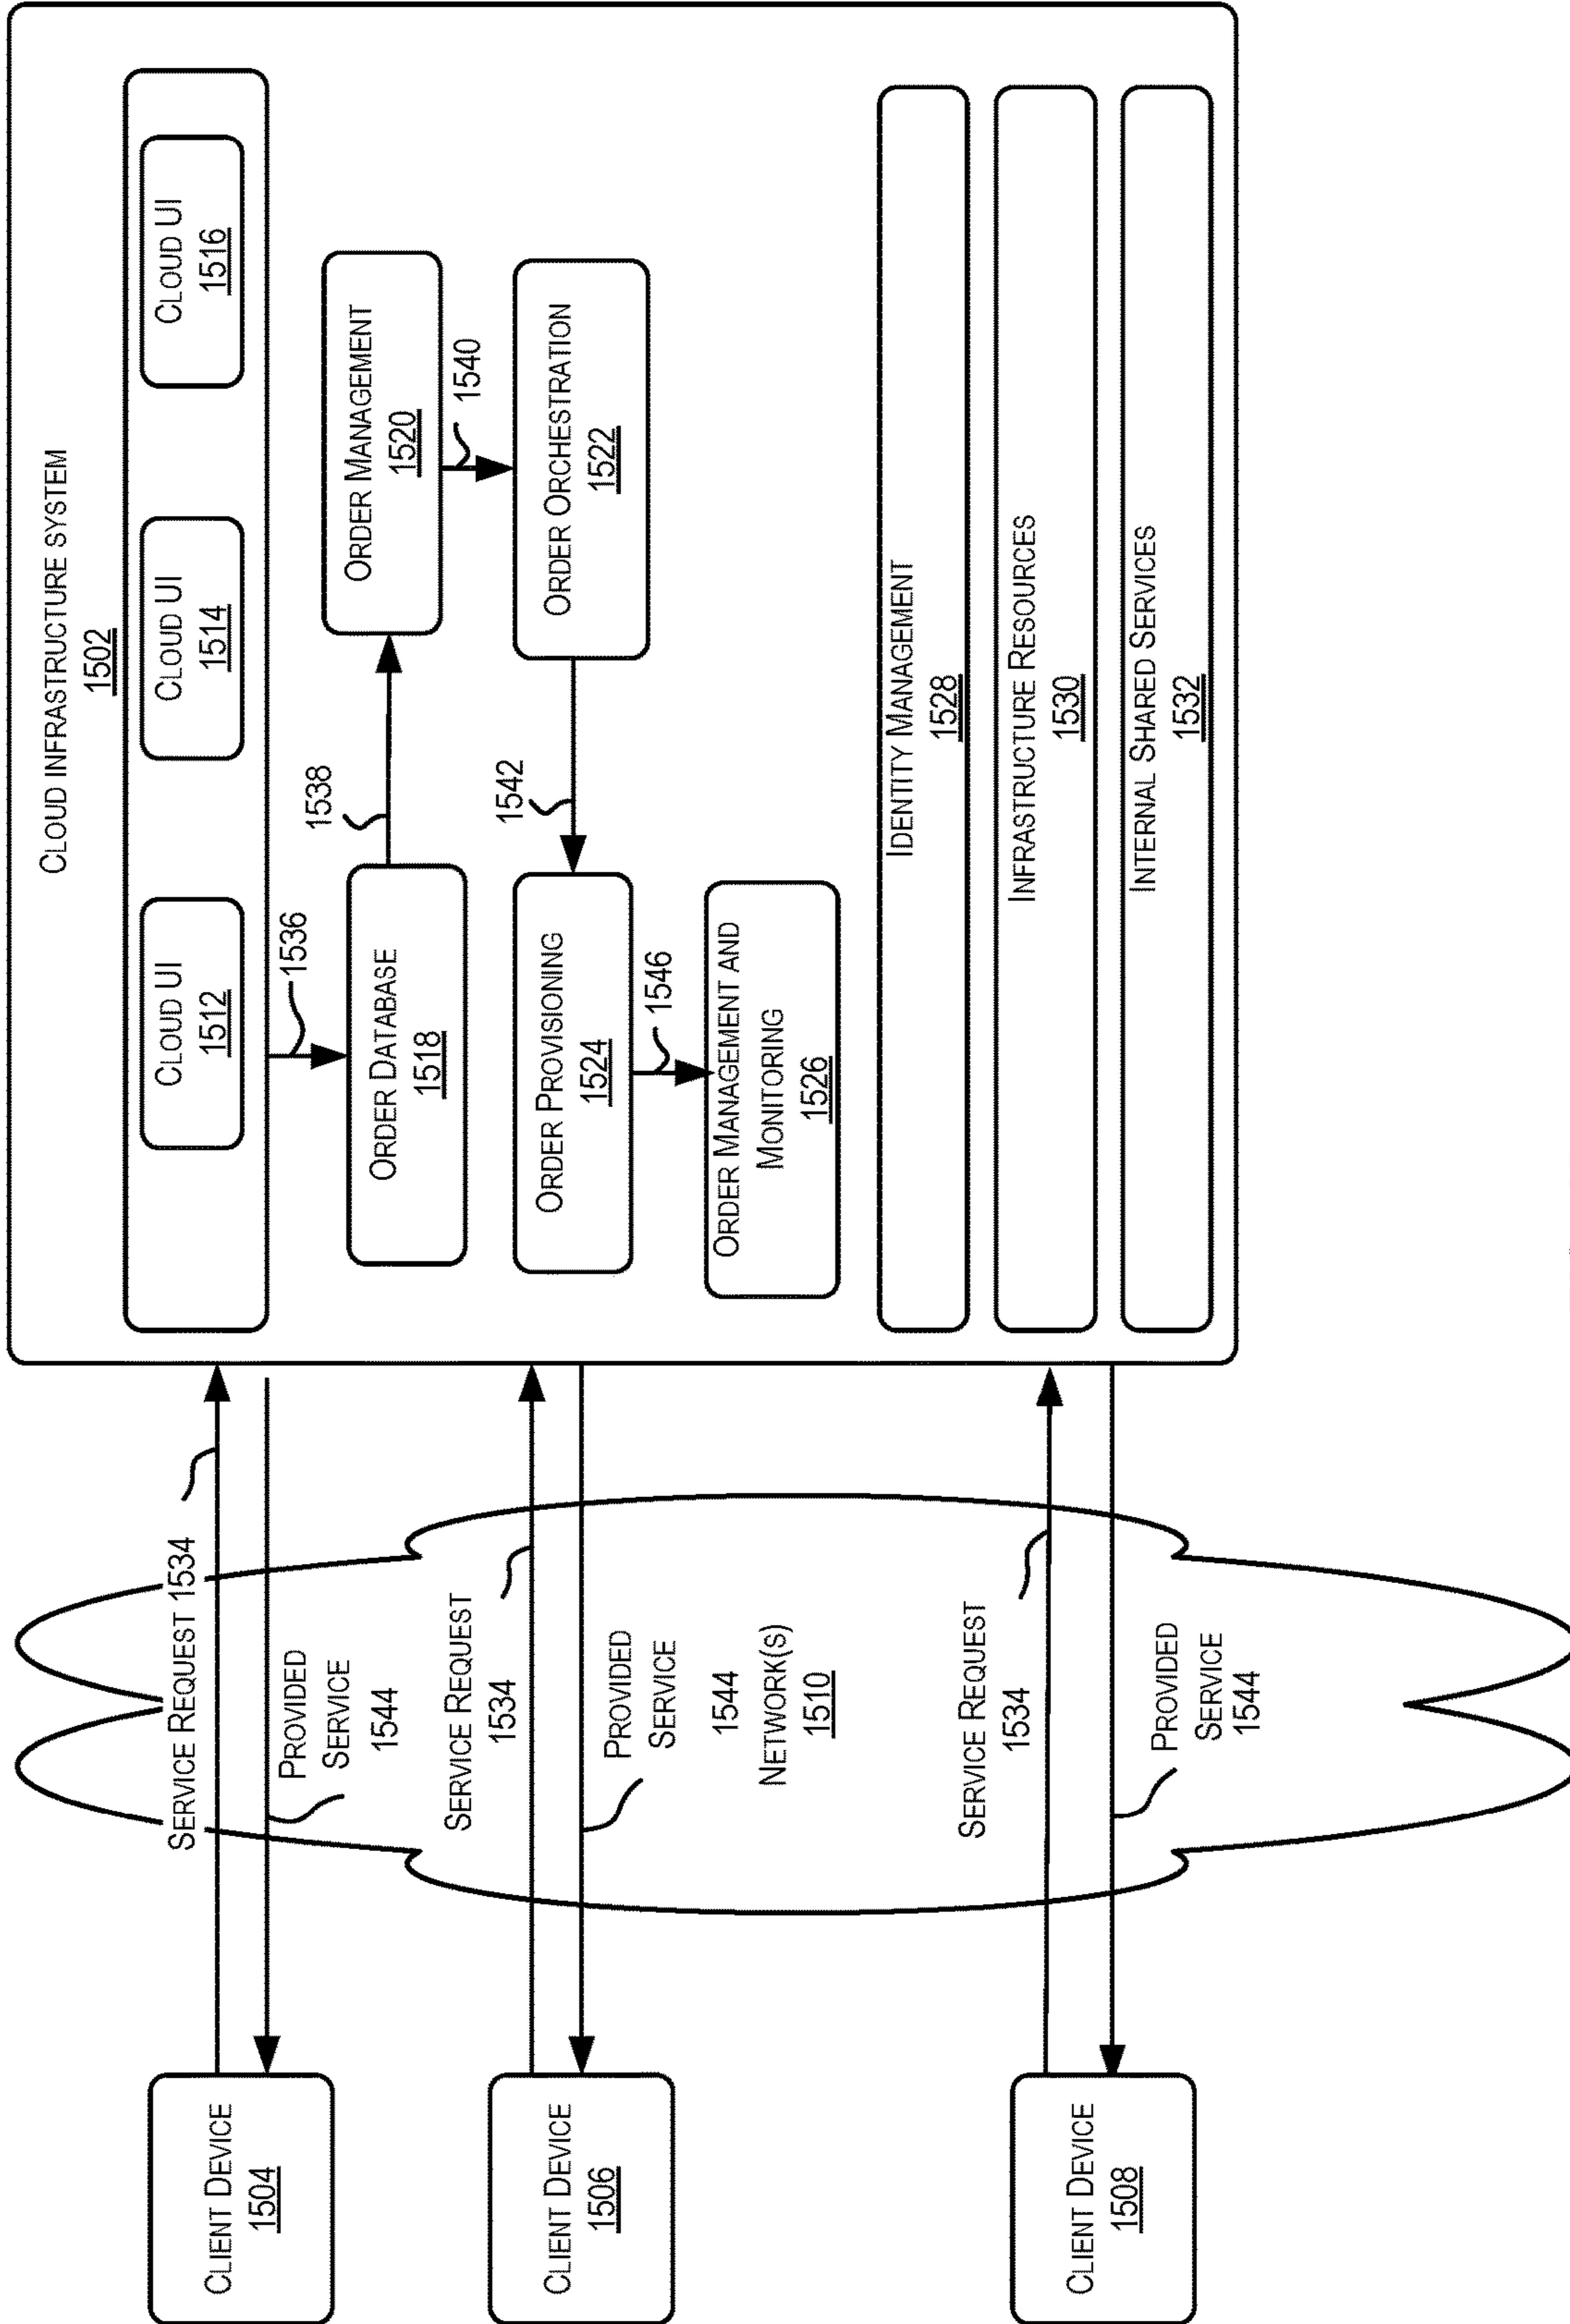 CLOUD INFRASTRUCTURE SYSTEM
1502
CLOUD UI
1512
CLOUD UI
1514
CLOUD UI
1516
1536
ORDER DATABASE
1518
1538
ORDER MANAGEMENT
1520
1540
ORDER PROVISIONING
1524
1542
ORDER ORCHESTRATION
1522
1546
ORDER MANAGEMENT AND
MONITORING
1526
IDENTITY MANAGEMENT
1528
INFRASTRUCTURE RESOURCES
1530
INTERNAL SHARED SERVICES
1532
CLIENT DEVICE
1504
SERVICE REQUEST 1534
PROVIDED
SERVICE
1544
CLIENT DEVICE
1506
SERVICE REQUEST
1534
PROVIDED
SERVICE
1544
NETWORK(S)
1510
CLIENT DEVICE
1508
SERVICE REQUEST
1534
PROVIDED
SERVICE
1544